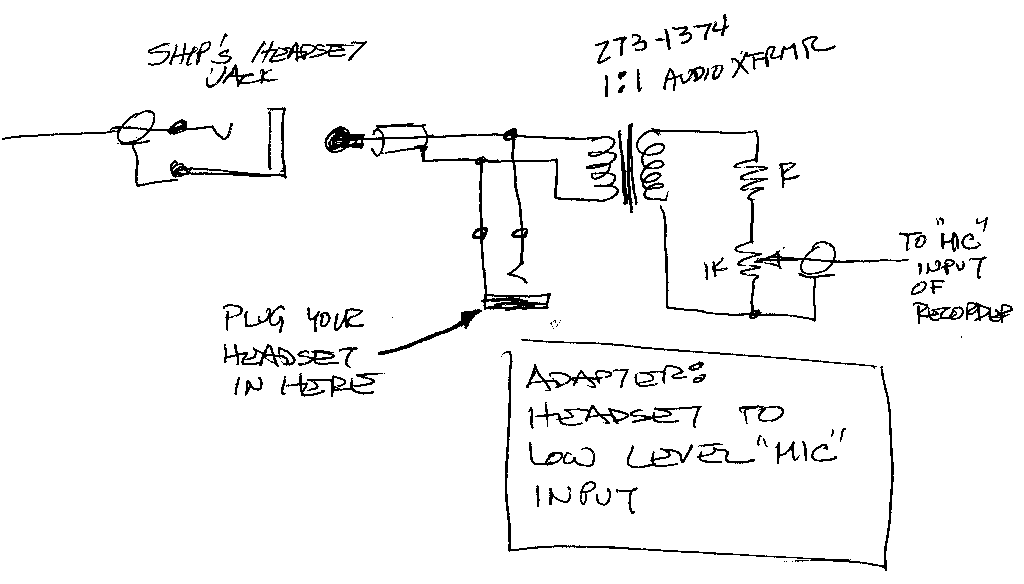 SHIP'S HEADSET
JACK
273-1374
1:1 AUDIO XFRMR
R
1K
TO "MIC"
INPUT
OF
RECORDER
PLUG YOUR
HEADSET
IN HERE
ADAPTER:
HEADSET TO
LOW LEVEL "MIC"
INPUT